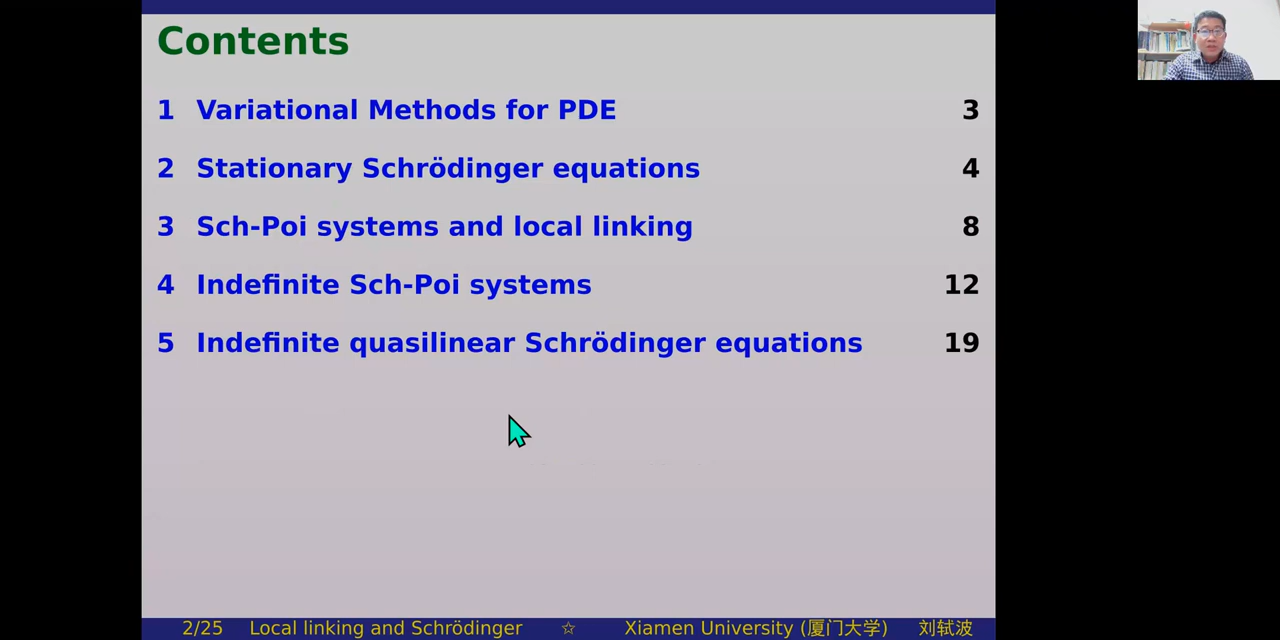 Contents
1 Variational Methods for PDE 3
2 Stationary Schrödinger equations 4
3 Sch-Poi systems and local linking 8
4 Indefinite Sch-Poi systems 12
5 Indefinite quasilinear Schrödinger equations 19
2/25 Local linking and Schrödinger ☆ Xiamen University (厦门大学) 刘轼波